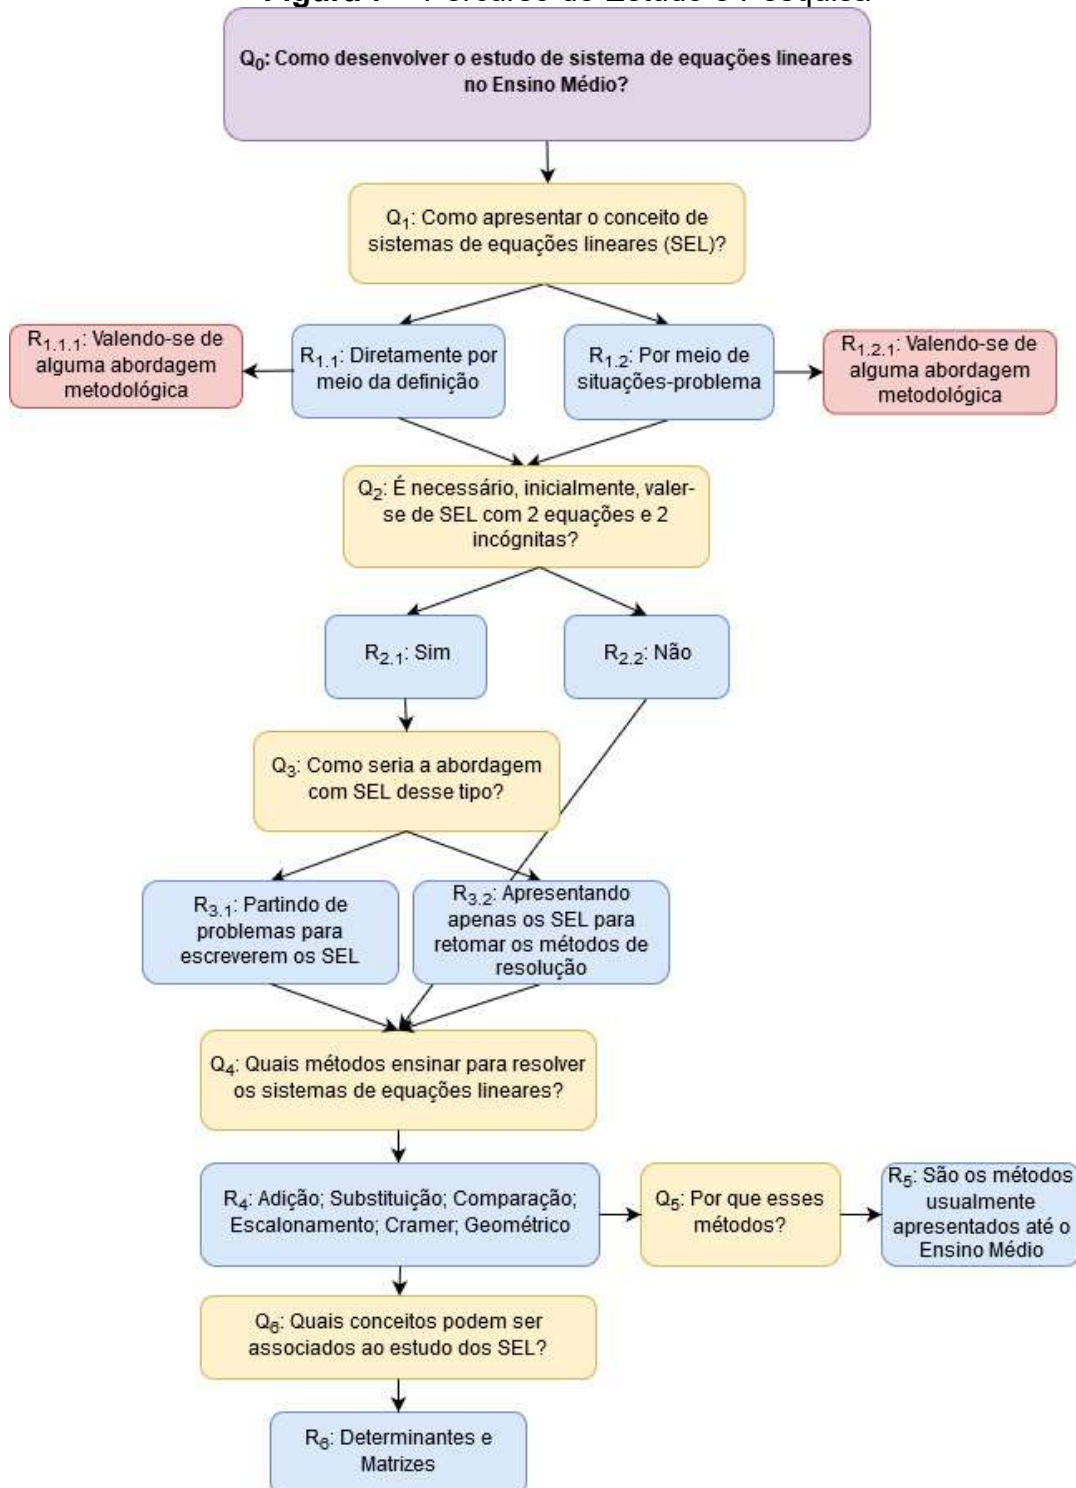 Q0: Como desenvolver o estudo de sistema de equações lineares
no Ensino Médio?
Q1: Como apresentar o conceito de
sistemas de equações lineares (SEL)?
R1.1.1: Valendo-se de
alguma abordagem
metodológica
R1.1: Diretamente por
meio da definição
R1.2: Por meio de
situações-problema
R1.2.1: Valendo-se de
alguma abordagem
metodológica
Q2: É necessário, inicialmente, valer-
se de SEL com 2 equações e 2
incógnitas?
R2.1: Sim
R2.2: Não
Q3: Como seria a abordagem
com SEL desse tipo?
R3.1: Partindo de
problemas para
escreverem os SEL
R3.2: Apresentando
apenas os SEL para
retomar os métodos de
resolução
Q4: Quais métodos ensinar para resolver
os sistemas de equações lineares?
R4: Adição; Substituição; Comparação;
Escalonamento; Cramer; Geométrico
Q5: Por que esses
métodos?
R5: São os métodos
usualmente
apresentados até o
Ensino Médio
Q6: Quais conceitos podem ser
associados ao estudo dos SEL?
R6: Determinantes e
Matrizes